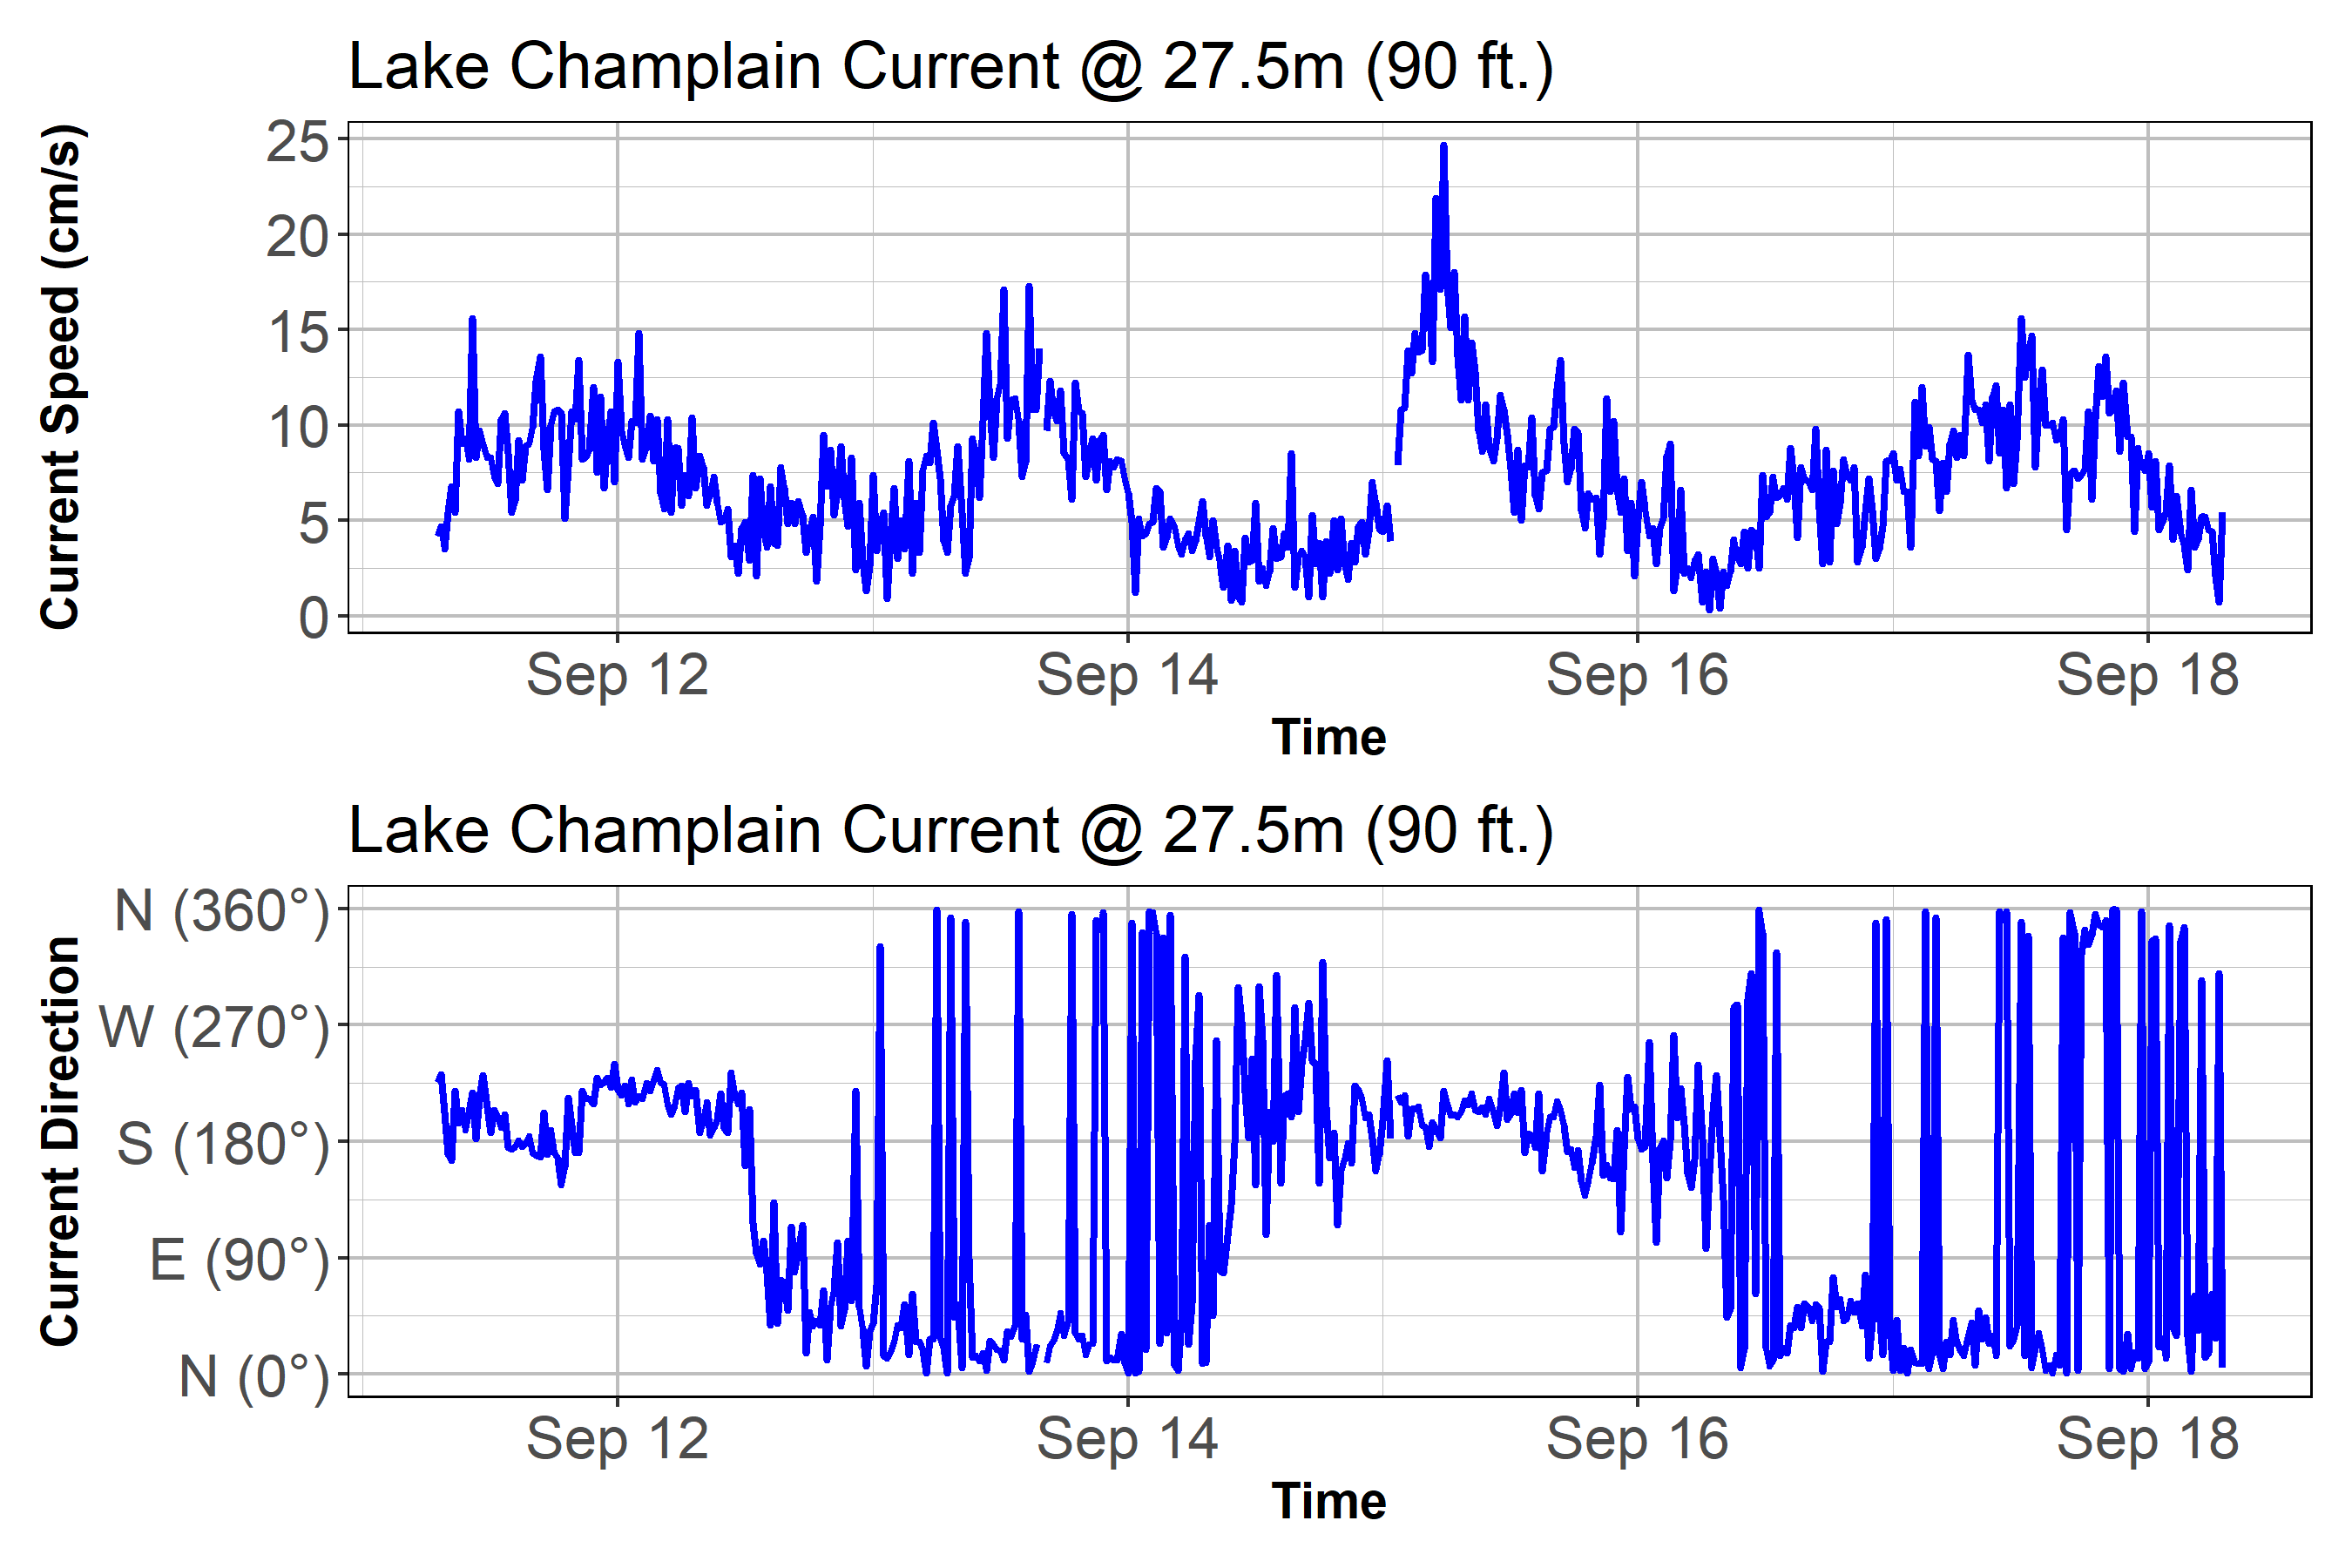 Lake Champlain Current @ 27.5m (90 ft.)
Current Speed (cm/s)
25
20
15
10
5
0
Sep 12 Sep 14 Sep 16 Sep 18
Time
Lake Champlain Current @ 27.5m (90 ft.)
Current Direction
N (360°)
W (270°)
S (180°)
E (90°)
N (0°)
Sep 12 Sep 14 Sep 16 Sep 18
Time